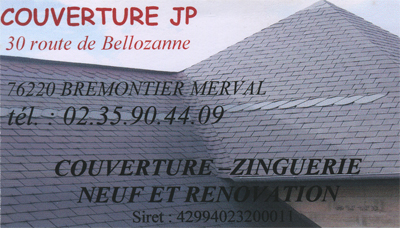 COUVERTURE JP
30 route de Bellozanne
76220 BREMONTIER MERVAL
tél. : 02.35.90.44.09
COUVERTURE ZINGUERIE
NEUF ET RENOVATION
Siret : 42994023200011